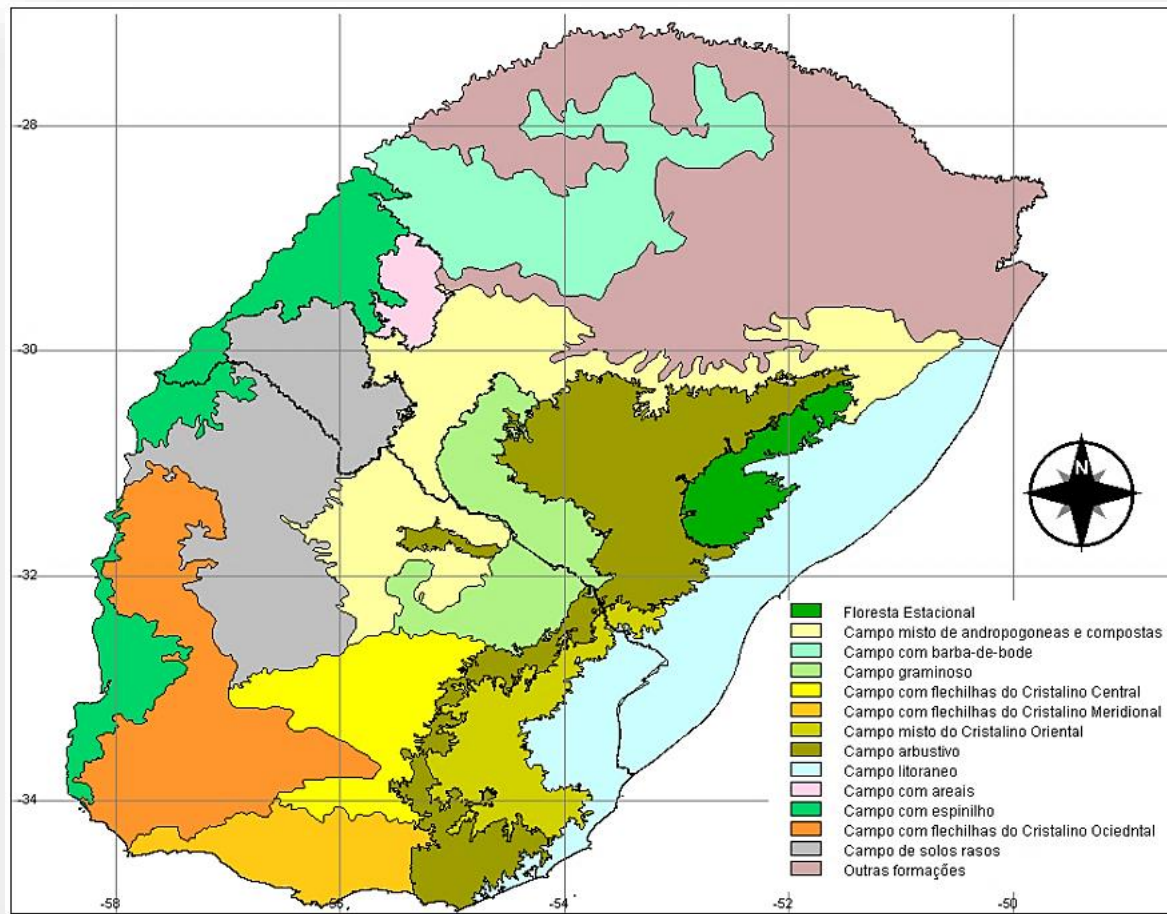 -28
-30
N
-32
-34
Floresta Estacional
Campo misto de andropogoneas e compostas
Campo com barba-de-bode
Campo graminoso
Campo com flechilhas do Cristalino Central
Campo com flechilhas do Cristalino Meridional
Campo misto do Cristalino Oriental
Campo arbustivo
Campo litoraneo
Campo com areais
Campo com espinilho
Campo com flechilhas do Cristalino Ociedntal
Campo de solos rasos
Outras formações
-58 -56 -54 -52 -50